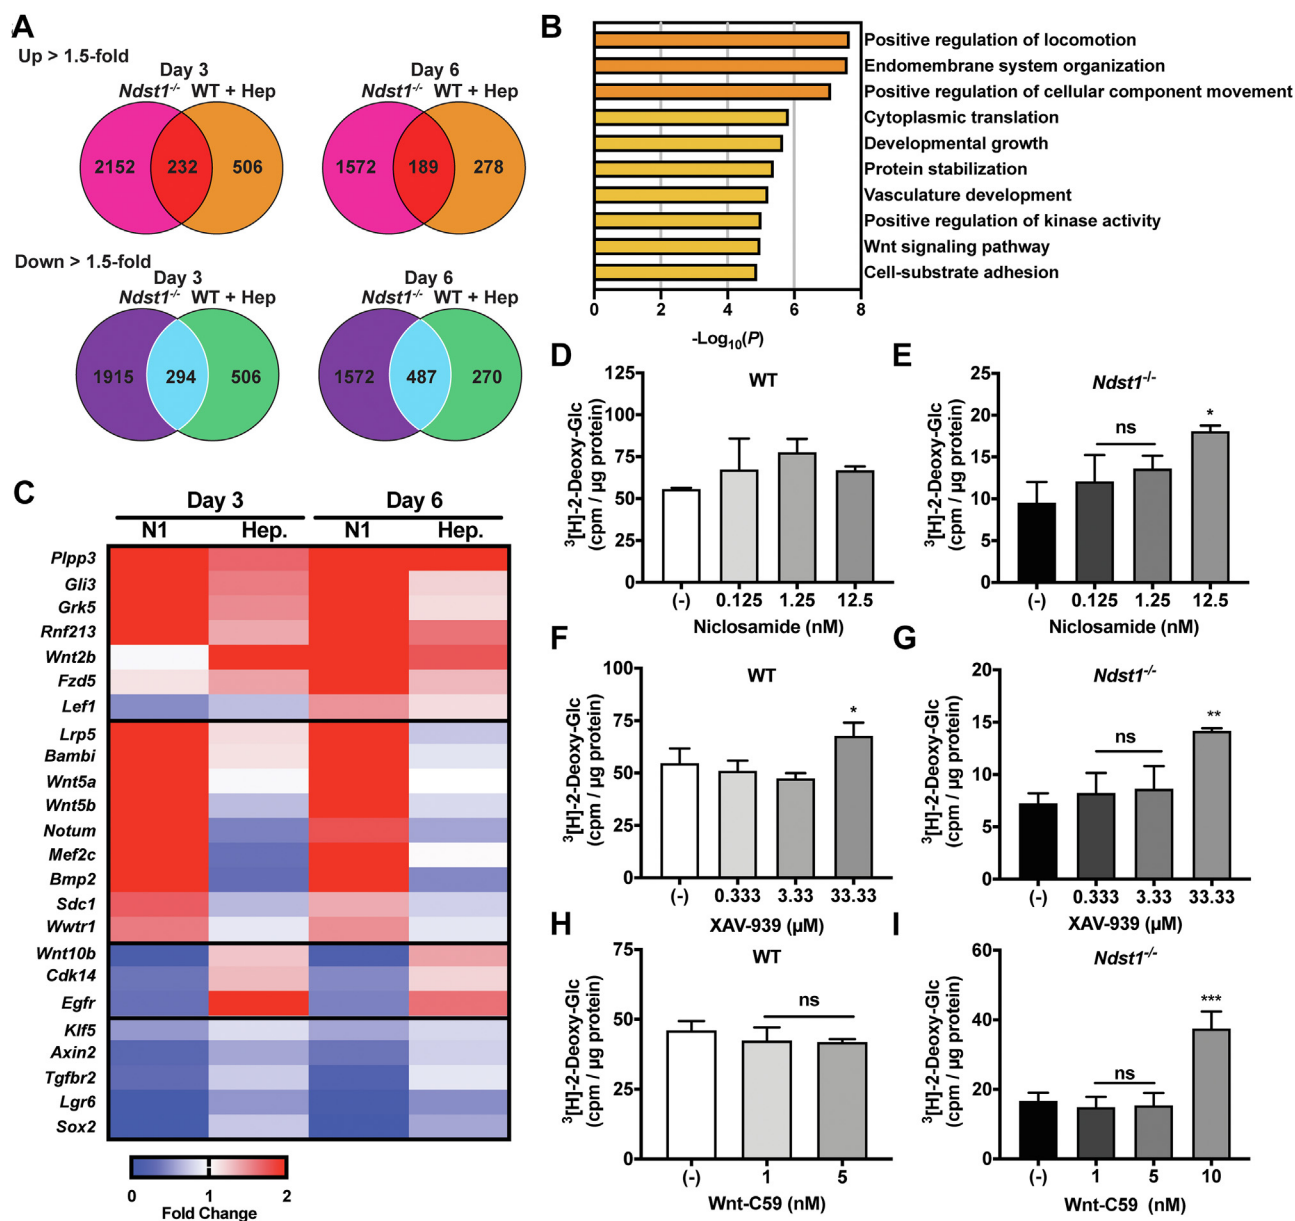 A
Up > 1.5-fold
Day 3
Ndst1-/- WT + Hep
2152 232 506
Day 6
Ndst1-/- WT + Hep
1572 189 278
Down > 1.5-fold
Day 3
Ndst1-/- WT + Hep
1915 294 506
Day 6
Ndst1-/- WT + Hep
1572 487 270
B
Positive regulation of locomotion
Endomembrane system organization
Positive regulation of cellular component movement
Cytoplasmic translation
Developmental growth
Protein stabilization
Vasculature development
Positive regulation of kinase activity
Wnt signaling pathway
Cell-substrate adhesion
0 2 4 6 8
-Log10(P)
C
Day 3 Day 6
N1 Hep. N1 Hep.
Plpp3
Gli3
Grk5
Rnf213
Wnt2b
Fzd5
Lef1
Lrp5
Bambi
Wnt5a
Wnt5b
Notum
Mef2c
Bmp2
Sdc1
Wwtr1
Wnt10b
Cdk14
Egfr
Klf5
Axin2
Tgfbr2
Lgr6
Sox2
0 1 2
Fold Change
D
WT
3[H]-2-Deoxy-Glc
(cpm / µg protein)
125
100
75
50
25
0
(-) 0.125 1.25 12.5
Niclosamide (nM)
E
Ndst1-/-
3[H]-2-Deoxy-Glc
(cpm / µg protein)
25
20
15
10
5
0
ns
*
(-) 0.125 1.25 12.5
Niclosamide (nM)
F
WT
3[H]-2-Deoxy-Glc
(cpm / µg protein)
100
75
50
25
0
*
(-) 0.333 3.33 33.33
XAV-939 (µM)
G
Ndst1-/-
3[H]-2-Deoxy-Glc
(cpm / µg protein)
20
15
10
5
0
ns
**
(-) 0.333 3.33 33.33
XAV-939 (µM)
H
WT
3[H]-2-Deoxy-Glc
(cpm / µg protein)
75
50
25
0
ns
(-) 1 5
Wnt-C59 (nM)
I
Ndst1-/-
3[H]-2-Deoxy-Glc
(cpm / µg protein)
60
40
20
0
ns
***
(-) 1 5 10
Wnt-C59 (nM)